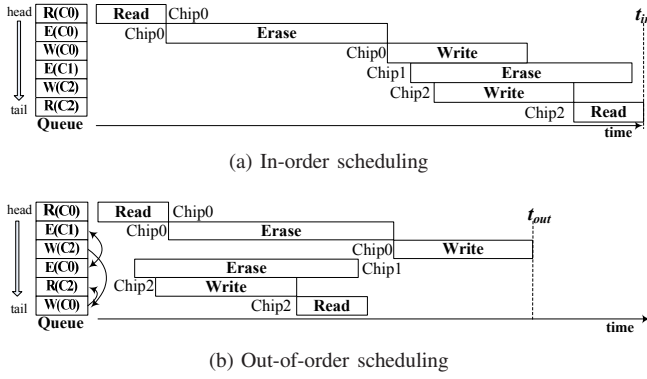 head
R(C0)
E(C0)
W(C0)
E(C1)
W(C2)
R(C2)
tail
Queue
Read
Chip0
Chip0
Erase
Chip0
Write
Chip1
Erase
Chip2
Write
Chip2
Read
t_in
time
(a) In-order scheduling
head
R(C0)
E(C1)
W(C2)
E(C0)
R(C2)
W(C0)
tail
Queue
Read
Chip0
Chip0
Erase
Chip0
Write
Erase
Chip1
Chip2
Write
Chip2
Read
t_out
time
(b) Out-of-order scheduling